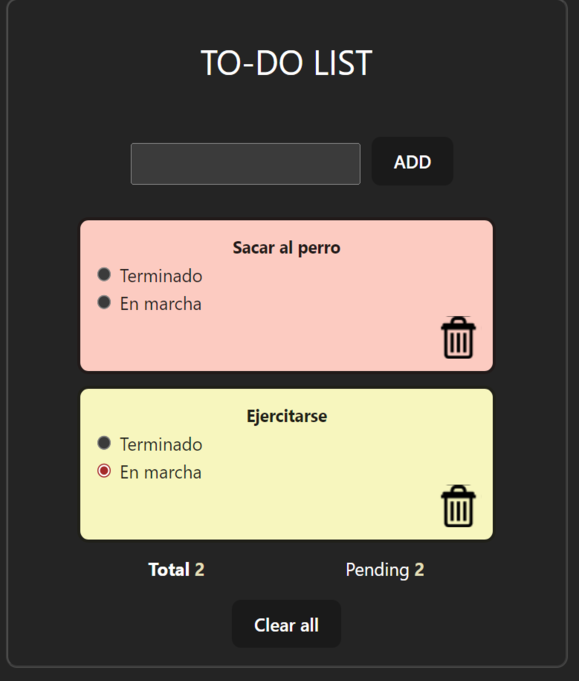 TO-DO LIST
ADD
Sacar al perro
Terminado
En marcha
Ejercitarse
Terminado
En marcha
Total 2 Pending 2
Clear all